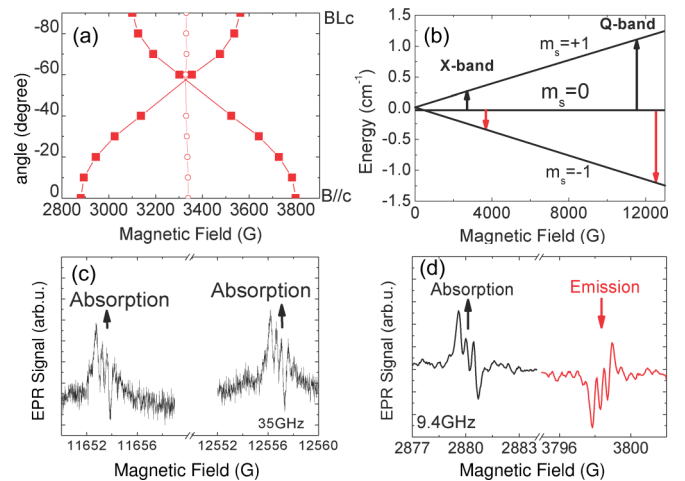 (a)
BLc
B//c
angle (degree)
-80
-60
-40
-20
0
2800 3000 3200 3400 3600 3800
Magnetic Field (G)
(b)
Q-band
X-band
m_s=+1
m_s=0
m_s=-1
Energy (cm⁻¹)
1.5
1.0
0.5
0.0
-0.5
-1.0
-1.5
0 4000 8000 12000
Magnetic Field (G)
(c)
Absorption
Absorption
EPR Signal (arb.u.)
35GHz
11652 11656 12552 12556 12560
Magnetic Field (G)
(d)
Absorption
Emission
EPR Signal (arb.u.)
9.4GHz
2877 2880 2883 3796 3800
Magnetic Field (G)